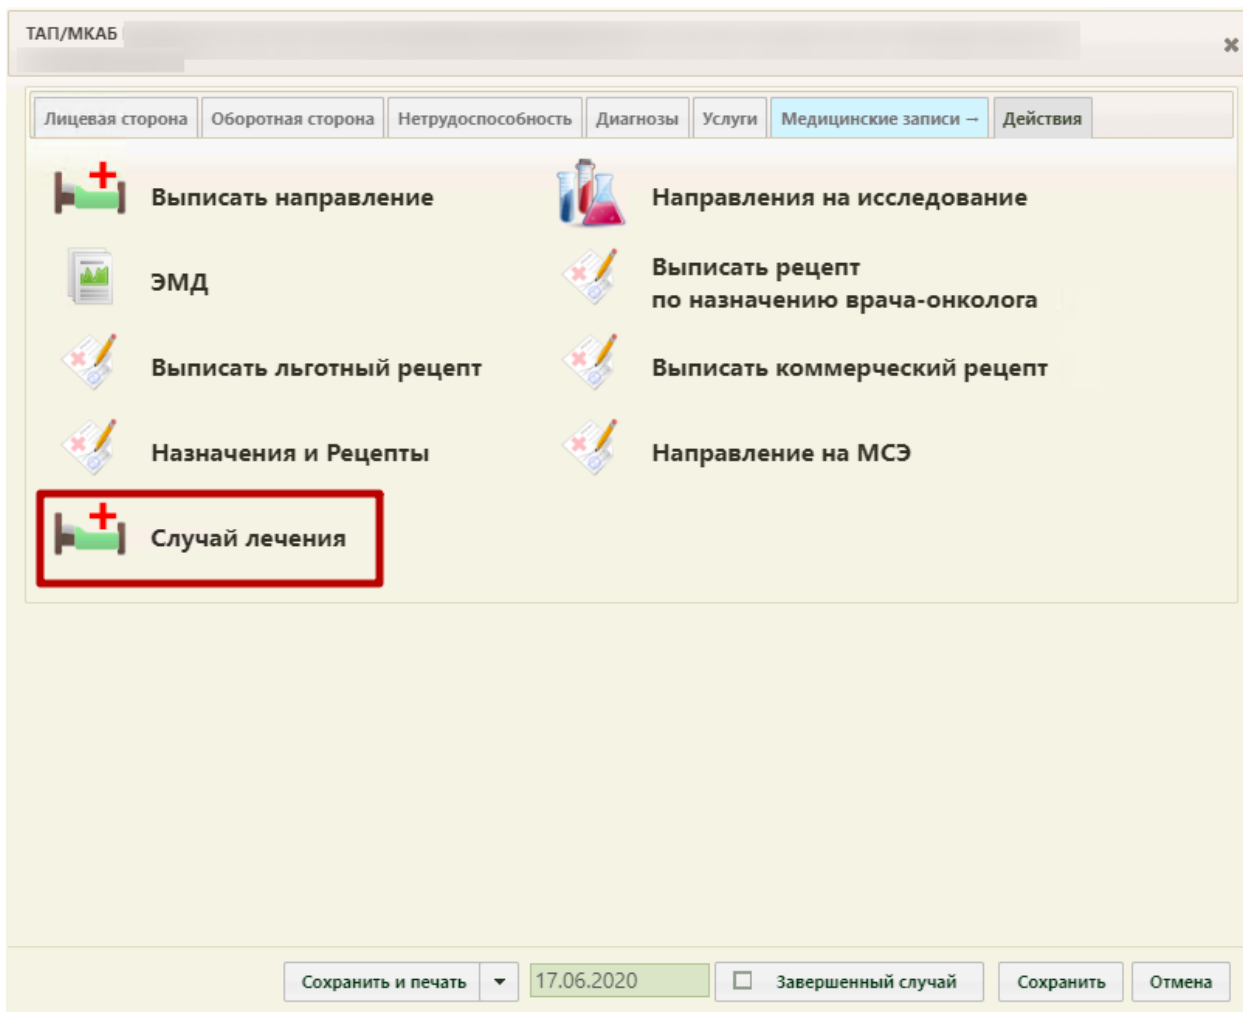 ТАП/МКАБ
Лицевая сторона Оборотная сторона Нетрудоспособность Диагнозы Услуги Медицинские записи → Действия
Выписать направление Направления на исследование
ЭМД Выписать рецепт
по назначению врача-онколога
Выписать льготный рецепт Выписать коммерческий рецепт
Назначения и Рецепты Направление на МСЭ
Случай лечения
Сохранить и печать 17.06.2020 Завершенный случай Сохранить Отмена